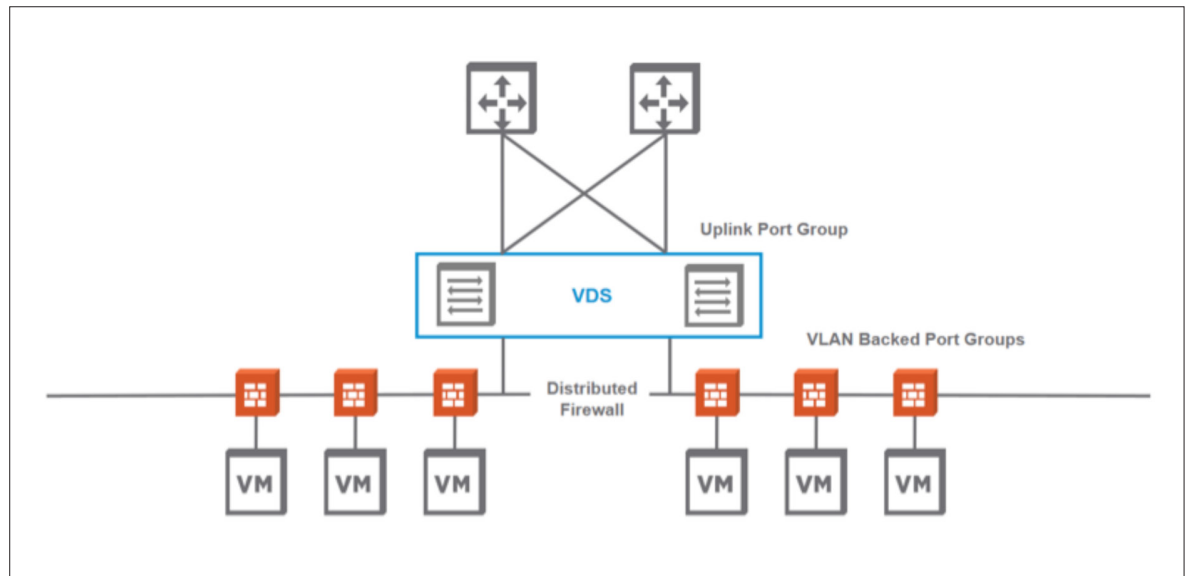 Uplink Port Group
VDS
VLAN Backed Port Groups
Distributed
Firewall
VM
VM
VM
VM
VM
VM